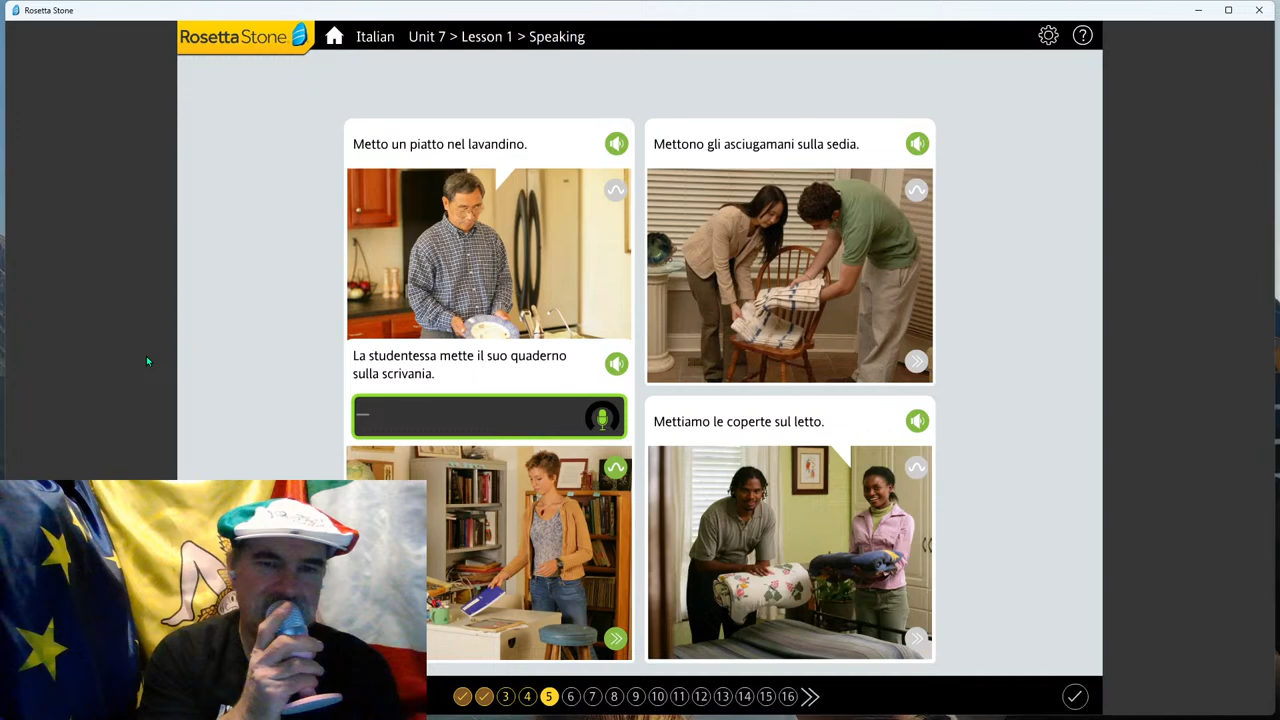 Rosetta Stone
RosettaStone
Italian Unit 7 > Lesson 1 > Speaking
Metto un piatto nel lavandino.
Mettono gli asciugamani sulla sedia.
La studentessa mette il suo quaderno
sulla scrivania.
Mettiamo le coperte sul letto.
3 4 5 6 7 8 9 10 11 12 13 14 15 16